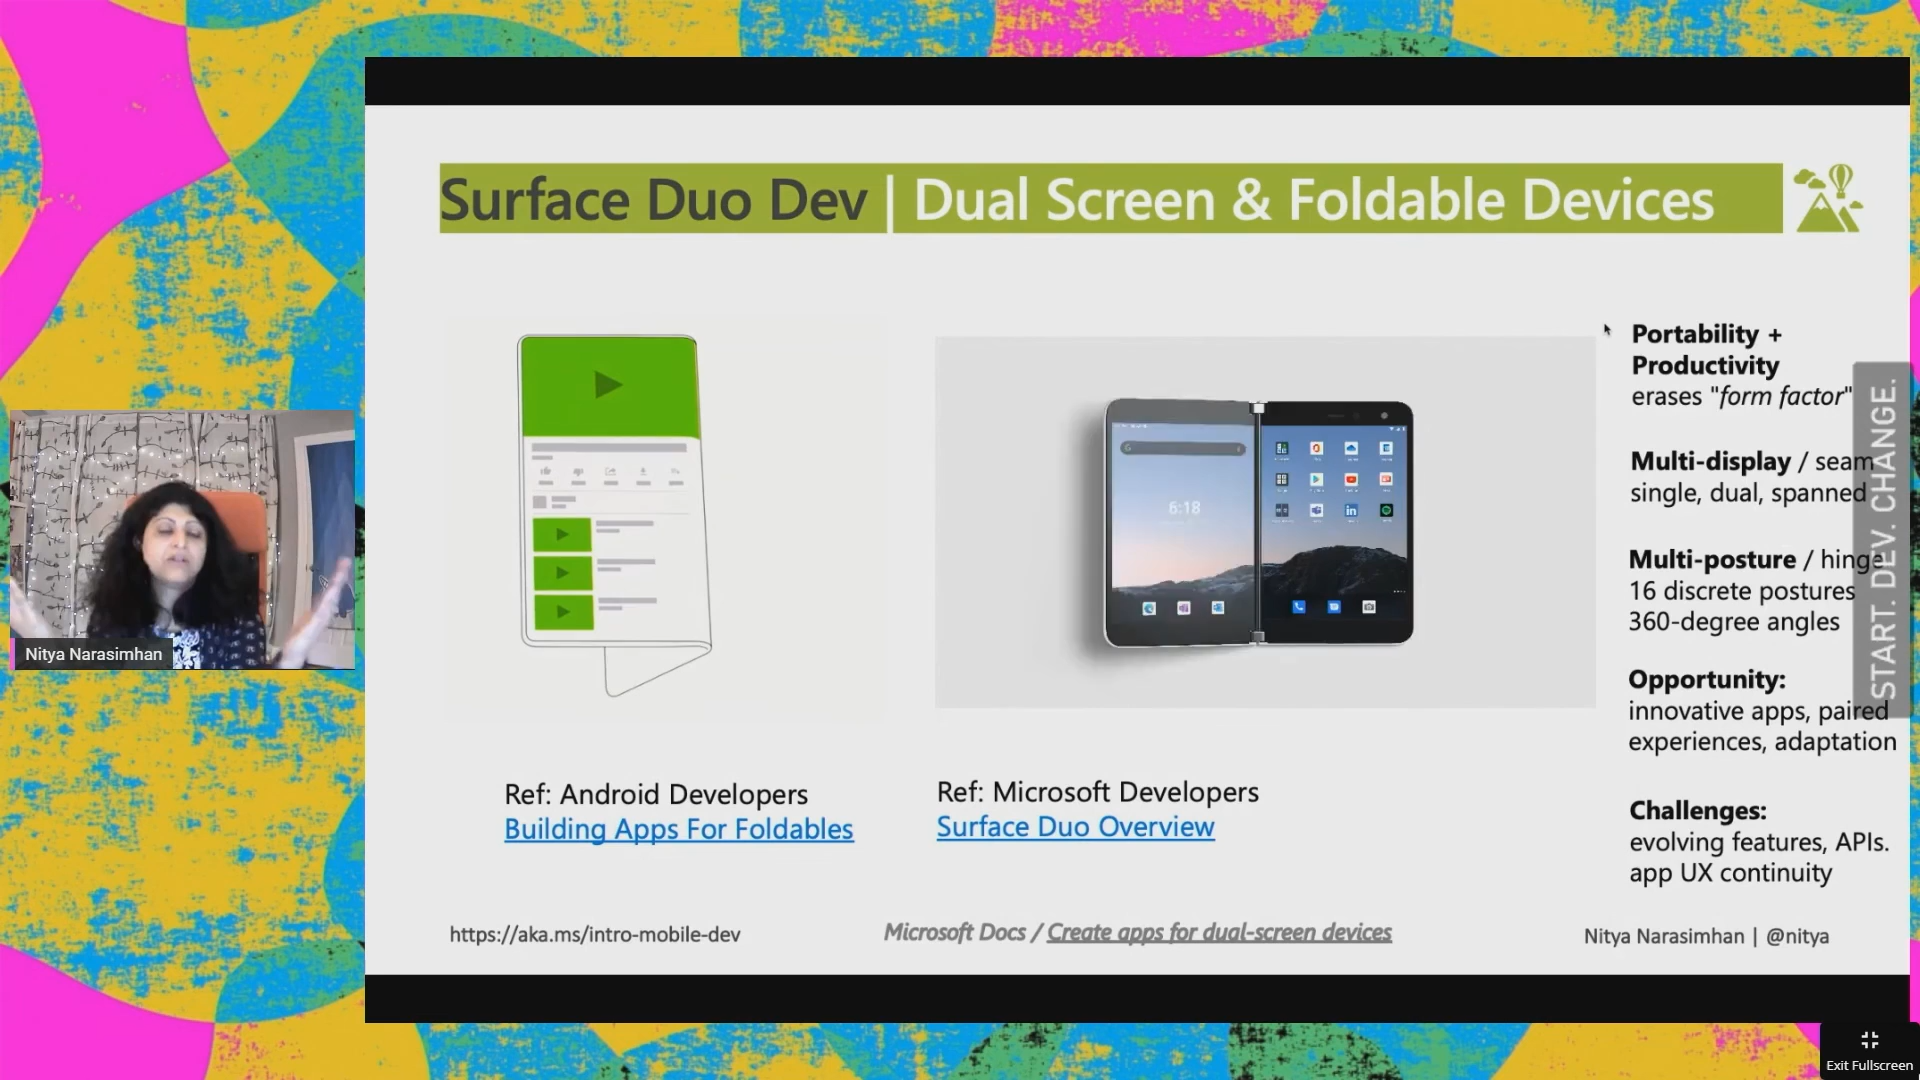 Surface Duo Dev | Dual Screen & Foldable Devices
Portability +
Productivity
erases "form factor"
Multi-display / seam
single, dual, spanned
Multi-posture / hinge
16 discrete postures
360-degree angles
Opportunity:
innovative apps, paired
experiences, adaptation
Challenges:
evolving features, APIs.
app UX continuity
START. DEV. CHANGE.
6:18
Nitya Narasimhan
Ref: Android Developers
Building Apps For Foldables
Ref: Microsoft Developers
Surface Duo Overview
https://aka.ms/intro-mobile-dev
Microsoft Docs / Create apps for dual-screen devices
Nitya Narasimhan | @nitya
Exit Fullscreen